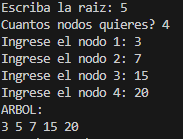 Escriba la raiz: 5
Cuantos nodos quieres? 4
Ingrese el nodo 1: 3
Ingrese el nodo 2: 7
Ingrese el nodo 3: 15
Ingrese el nodo 4: 20
ARBOL:
3 5 7 15 20